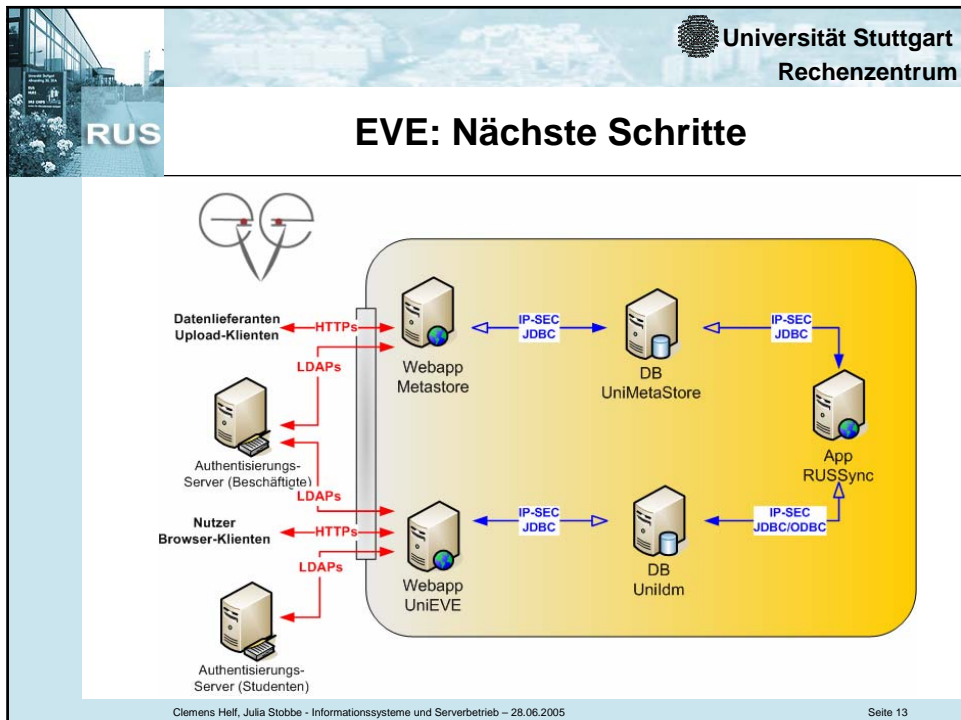 Universität Stuttgart
Rechenzentrum
RUS
EVE: Nächste Schritte
Datenlieferanten
Upload-Klienten
HTTPs
LDAPs
Webapp
Metastore
IP-SEC
JDBC
DB
UniMetaStore
IP-SEC
JDBC
App
RUSSync
Authentisierungs-
Server (Beschäftigte)
LDAPs
Nutzer
Browser-Klienten
HTTPs
LDAPs
Webapp
UniEVE
IP-SEC
JDBC
DB
UniIdm
IP-SEC
JDBC/ODBC
Authentisierungs-
Server (Studenten)
Clemens Helf, Julia Stobbe - Informationssysteme und Serverbetrieb – 28.06.2005
Seite 13